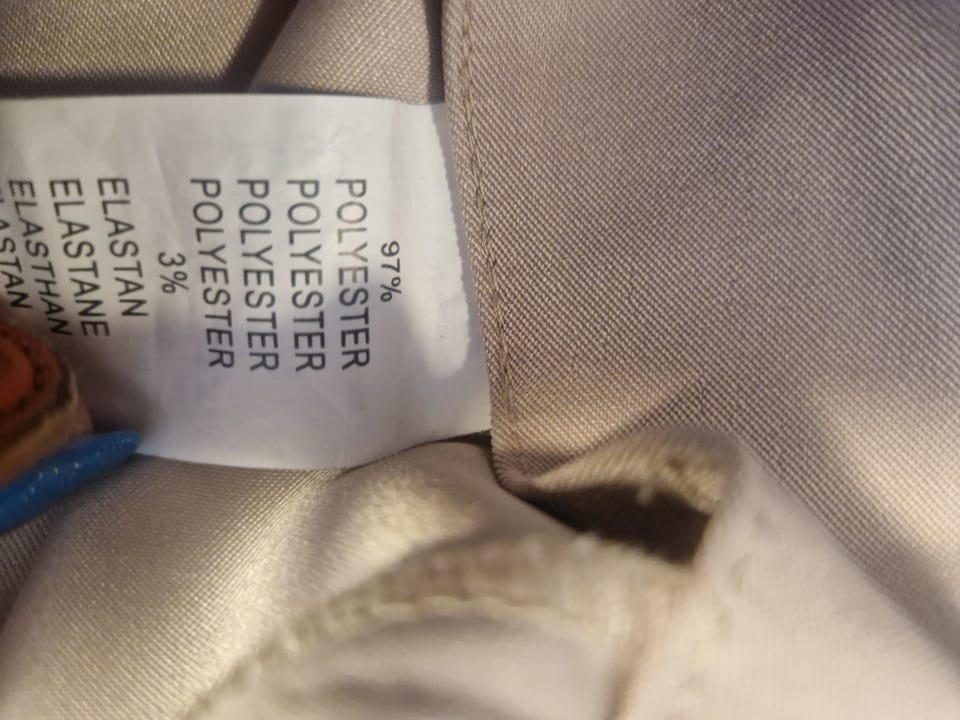 97%
POLYESTER
POLYESTER
POLYESTER
POLYESTER
3%
ELASTAN
ELASTANE
ELASTHAN